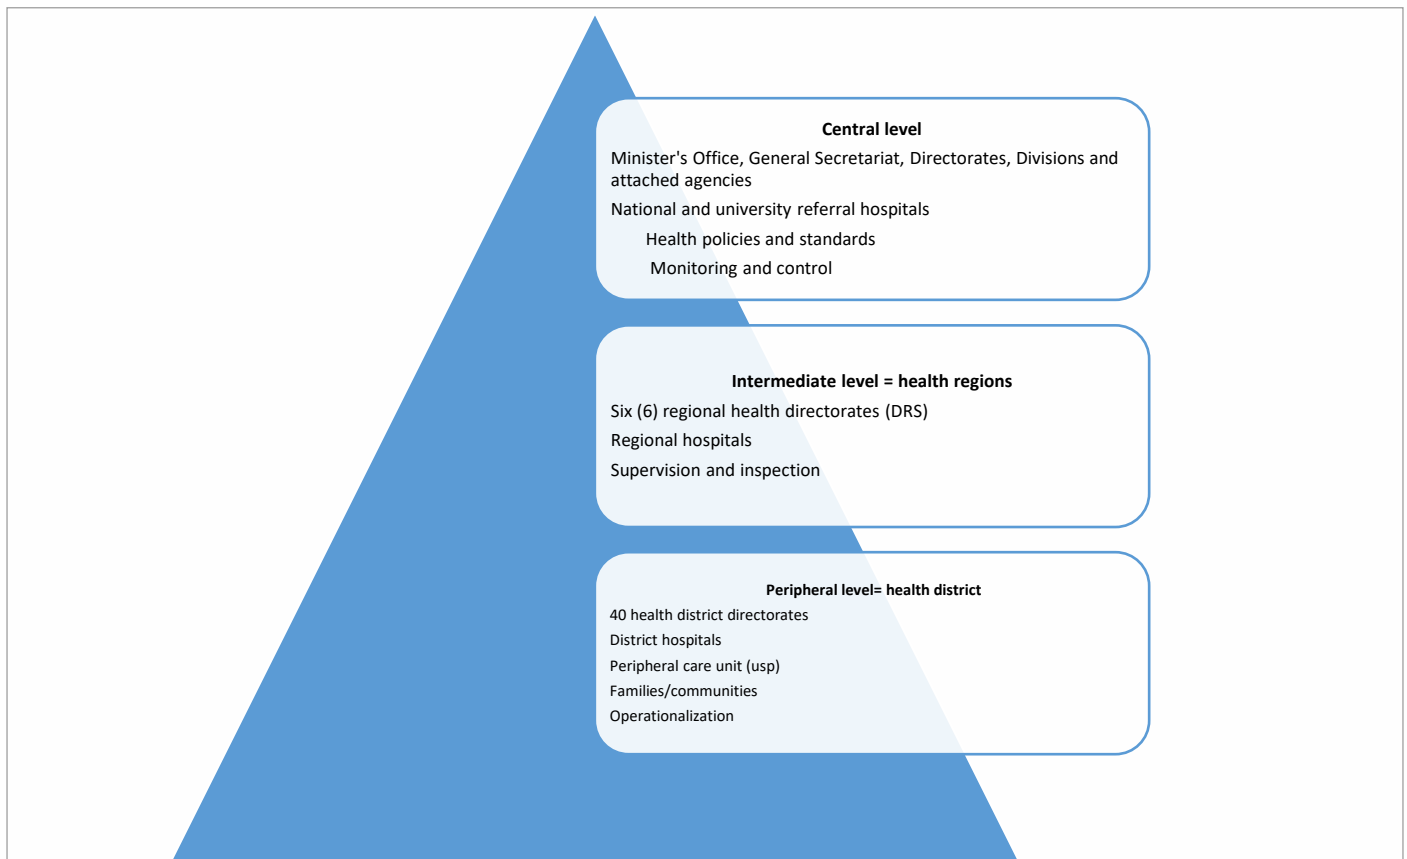 Central level
Minister's Office, General Secretariat, Directorates, Divisions and
attached agencies
National and university referral hospitals
Health policies and standards
Monitoring and control
Intermediate level = health regions
Six (6) regional health directorates (DRS)
Regional hospitals
Supervision and inspection
Peripheral level= health district
40 health district directorates
District hospitals
Peripheral care unit (usp)
Families/communities
Operationalization